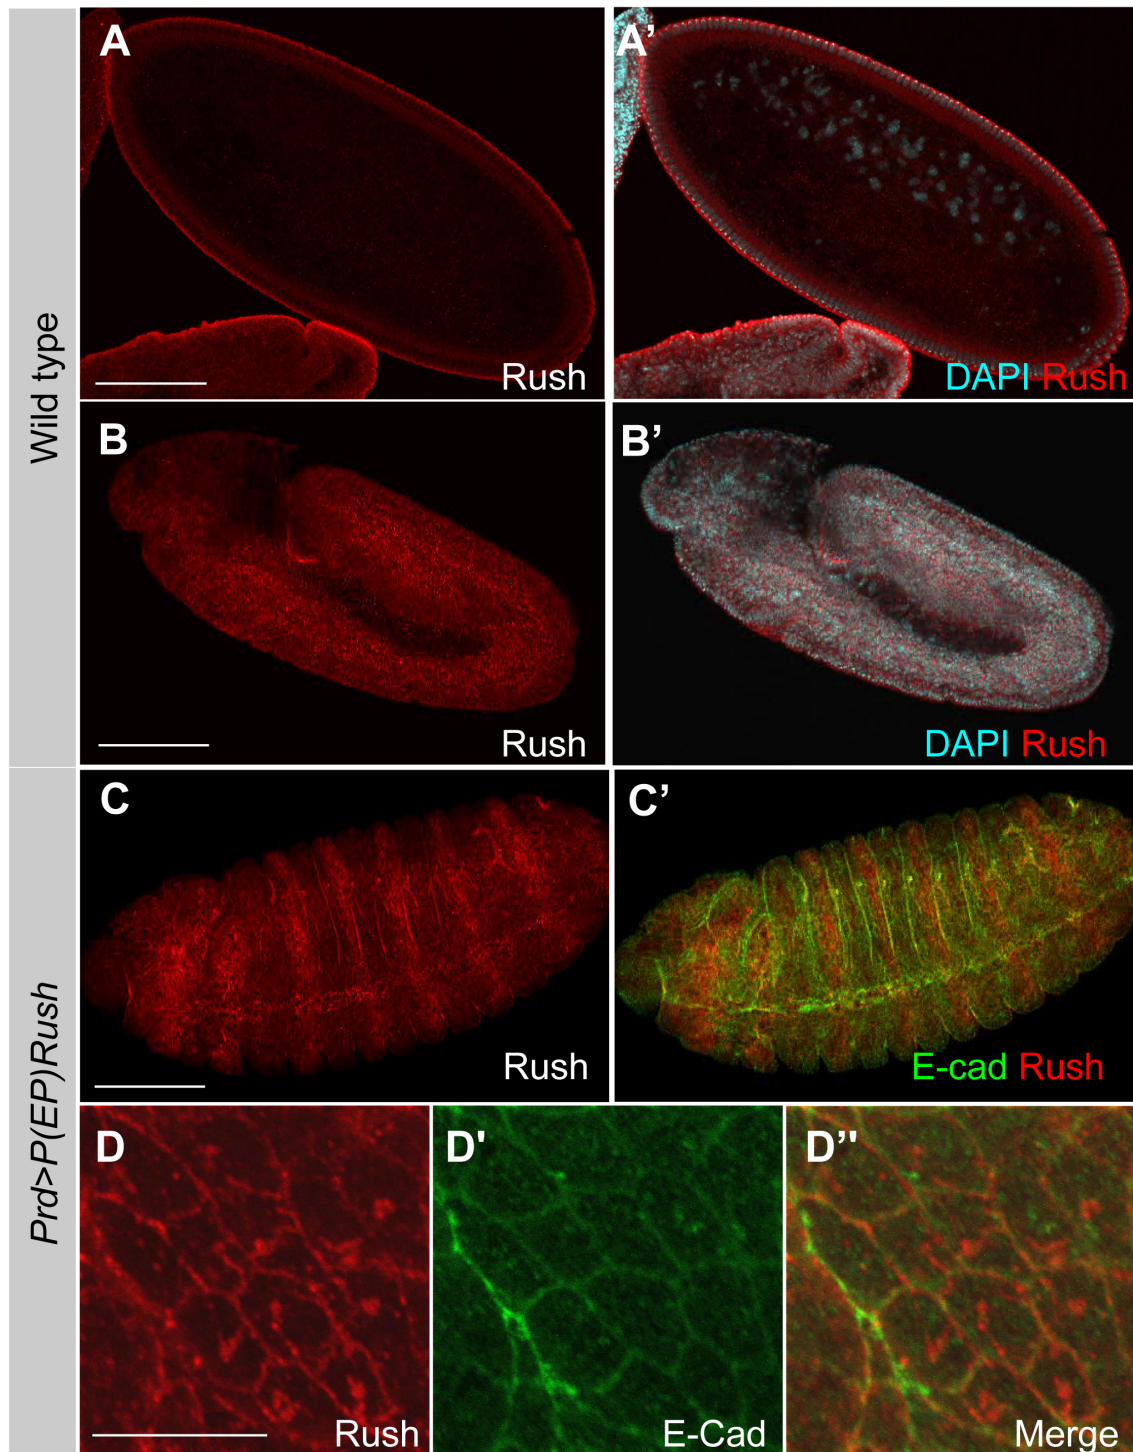 Wild type
A
Rush
A’
DAPI Rush
B
Rush
B’
DAPI Rush
Prd>P(EP)Rush
C
Rush
C’
E-cad Rush
D
Rush
D'
E-Cad
D"
Merge